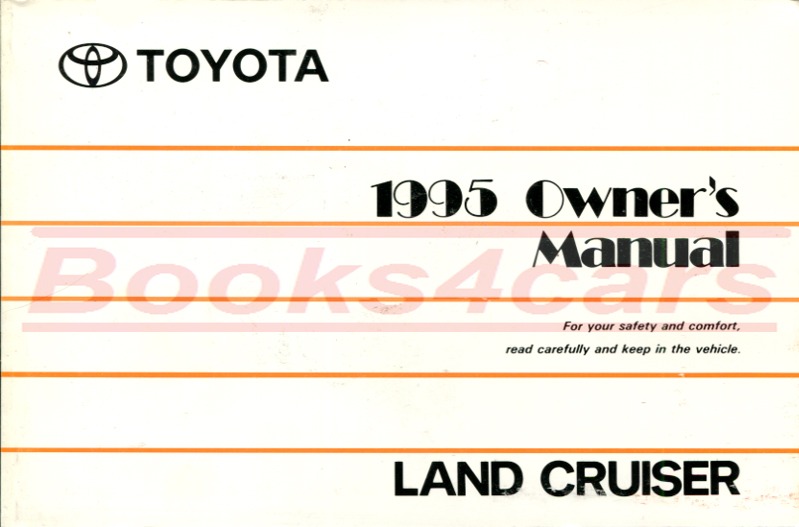 TOYOTA
1995 Owner's
Manual
Books4cars
For your safety and comfort,
read carefully and keep in the vehicle.
LAND CRUISER